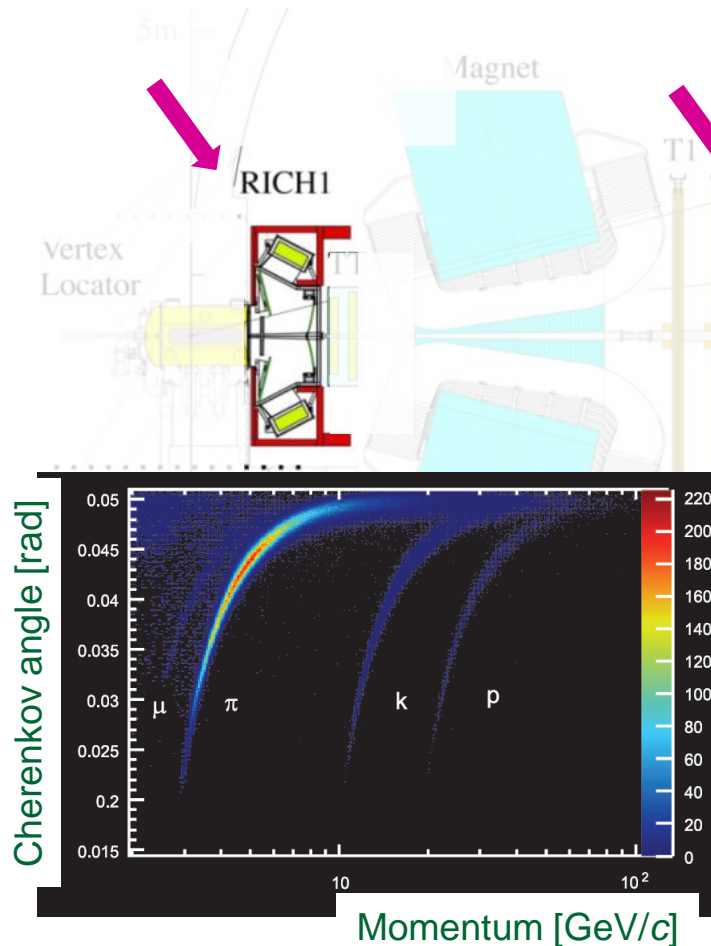 5m
Magnet
T1
RICH1
Vertex
Locator
TT
Cherenkov angle [rad]
0.05
0.045
0.04
0.035
0.03
0.025
0.2
0.015
μ
π
k
p
220
200
180
160
140
120
100
80
60
40
20
0
10
10²
Momentum [GeV/c]